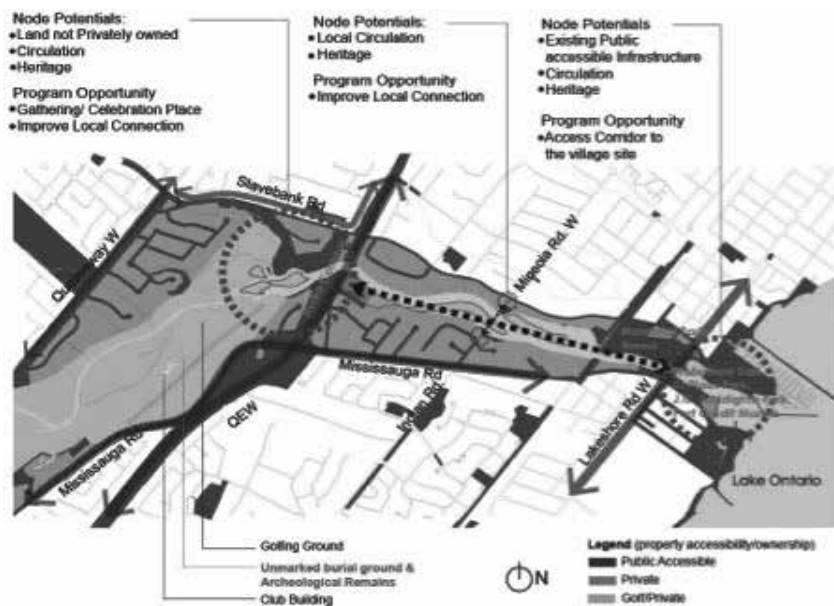 Node Potentials:
•Land not Privately owned
•Circulation
•Heritage
Program Opportunity
•Gathering/ Celebration Place
•Improve Local Connection
Node Potentials:
•Local Circulation
•Heritage
Program Opportunity
•Improve Local Connection
Node Potentials
•Existing Public
accessible Infrastructure
•Circulation
•Heritage
Program Opportunity
•Access Corridor to
the village site
Stavebank Rd
Mineola Rd. W
Mississauga Rd
QEW
Lakeshore Rd W
Mississauga Rd
Lake Ontario
Golfing Ground
Unmarked burial ground &
Archeological Remains
Club Building
N
Legend (property accessibility/ownership)
Public Accessible
Private
Golf/Private